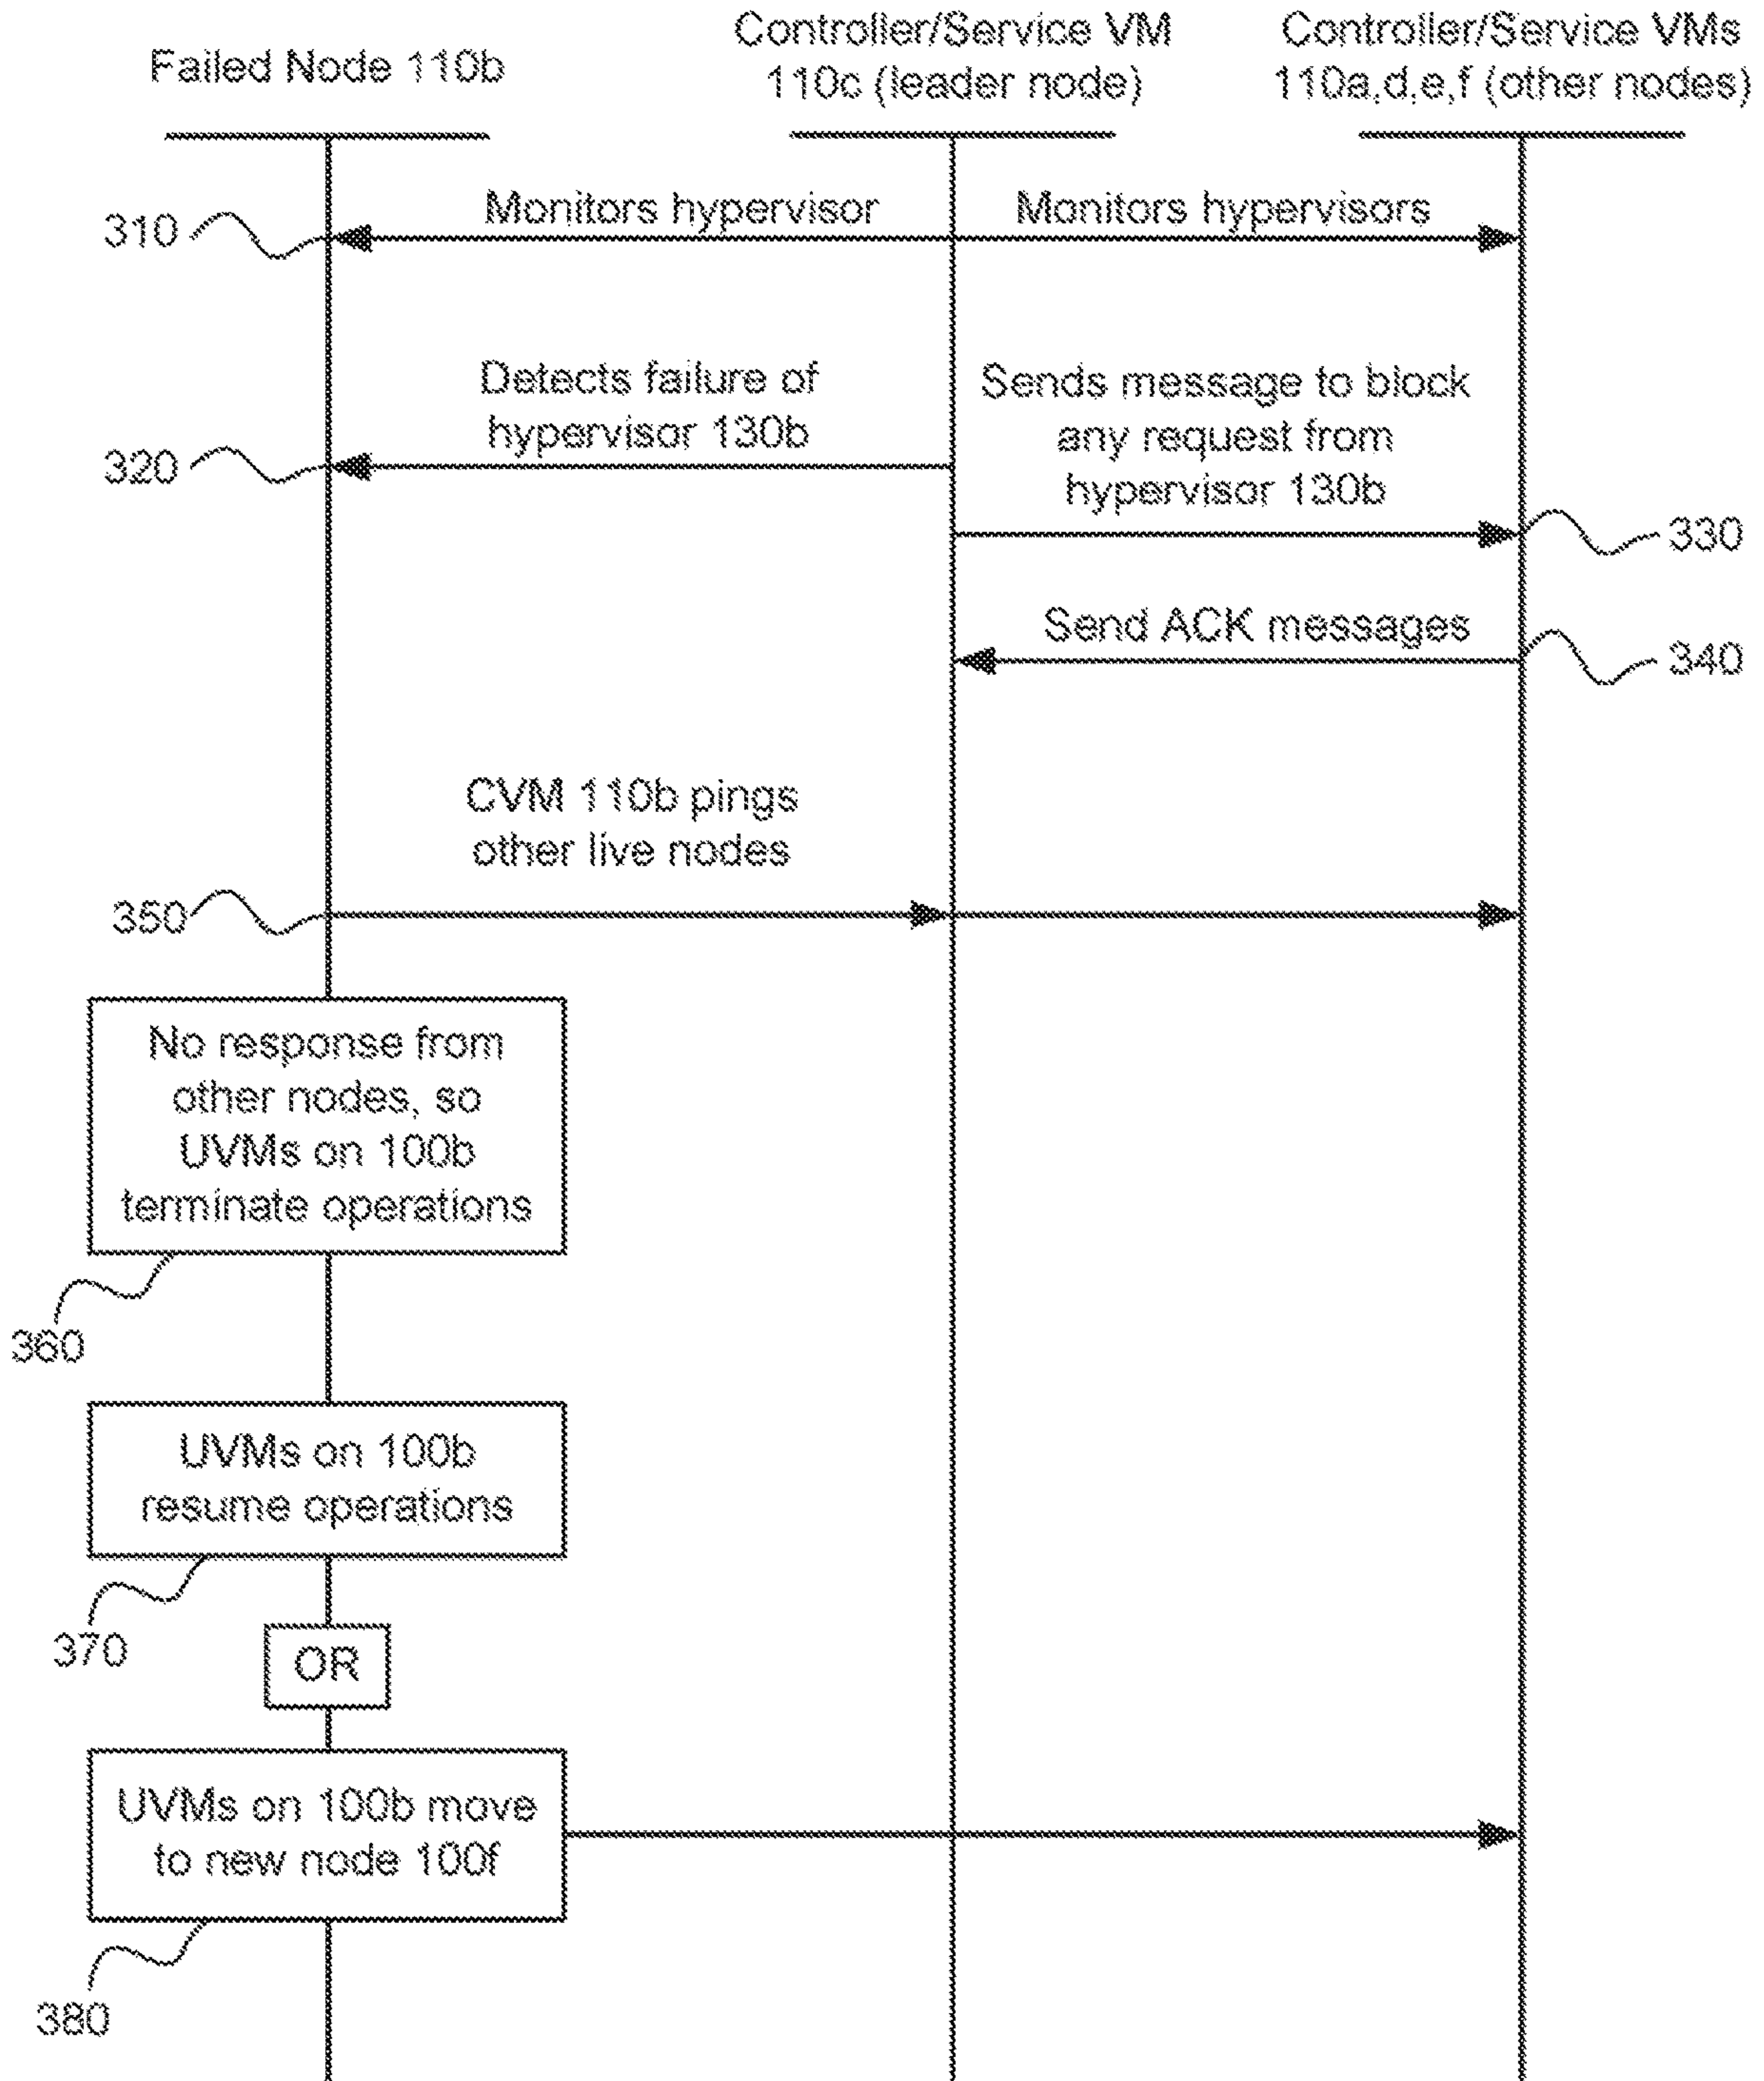 Failed Node 110b
Controller/Service VM
110c (leader node)
Controller/Service VMs
110a,d,e,f (other nodes)
310
Monitors hypervisor
Monitors hypervisors
Detects failure of
hypervisor 130b
320
Sends message to block
any request from
hypervisor 130b
330
Send ACK messages
340
CVM 110b pings
other live nodes
350
No response from
other nodes, so
UVMs on 100b
terminate operations
360
UVMs on 100b
resume operations
370
OR
UVMs on 100b move
to new node 100f
380